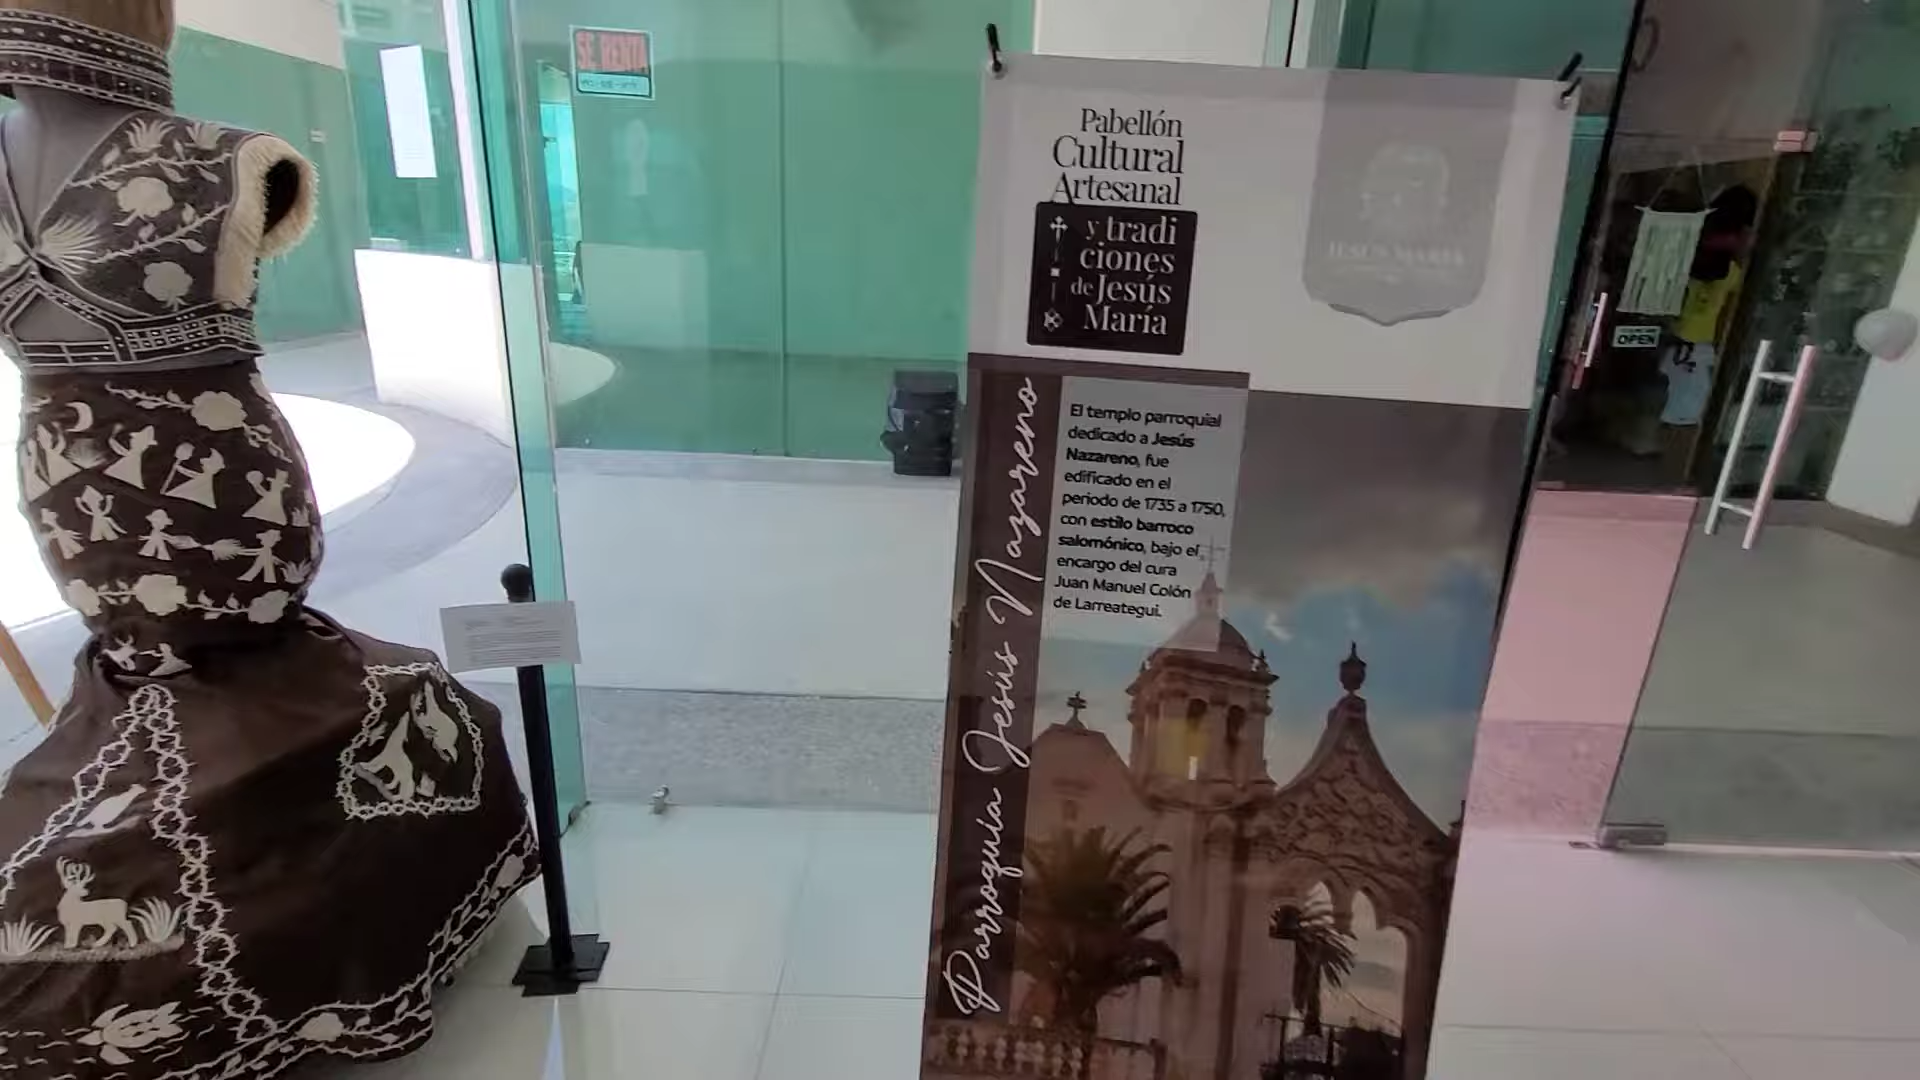 SE RENTA
Pabellón
Cultural
Artesanal
y tradi
ciones
de Jesús
María
JESÚS MARÍA
El templo parroquial
dedicado a Jesús
Nazareno, fue
edificado en el
periodo de 1735 a 1750,
con estilo barroco
salomónico, bajo el
encargo del cura
Juan Manuel Colón
de Larreategui.
Parroquia Jesús Nazareno
OPEN